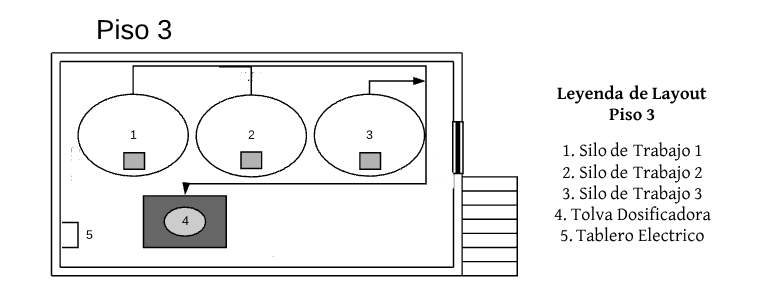 Piso 3
1
2
3
4
5
Leyenda de Layout
Piso 3
1. Silo de Trabajo 1
2. Silo de Trabajo 2
3. Silo de Trabajo 3
4. Tolva Dosificadora
5. Tablero Electrico